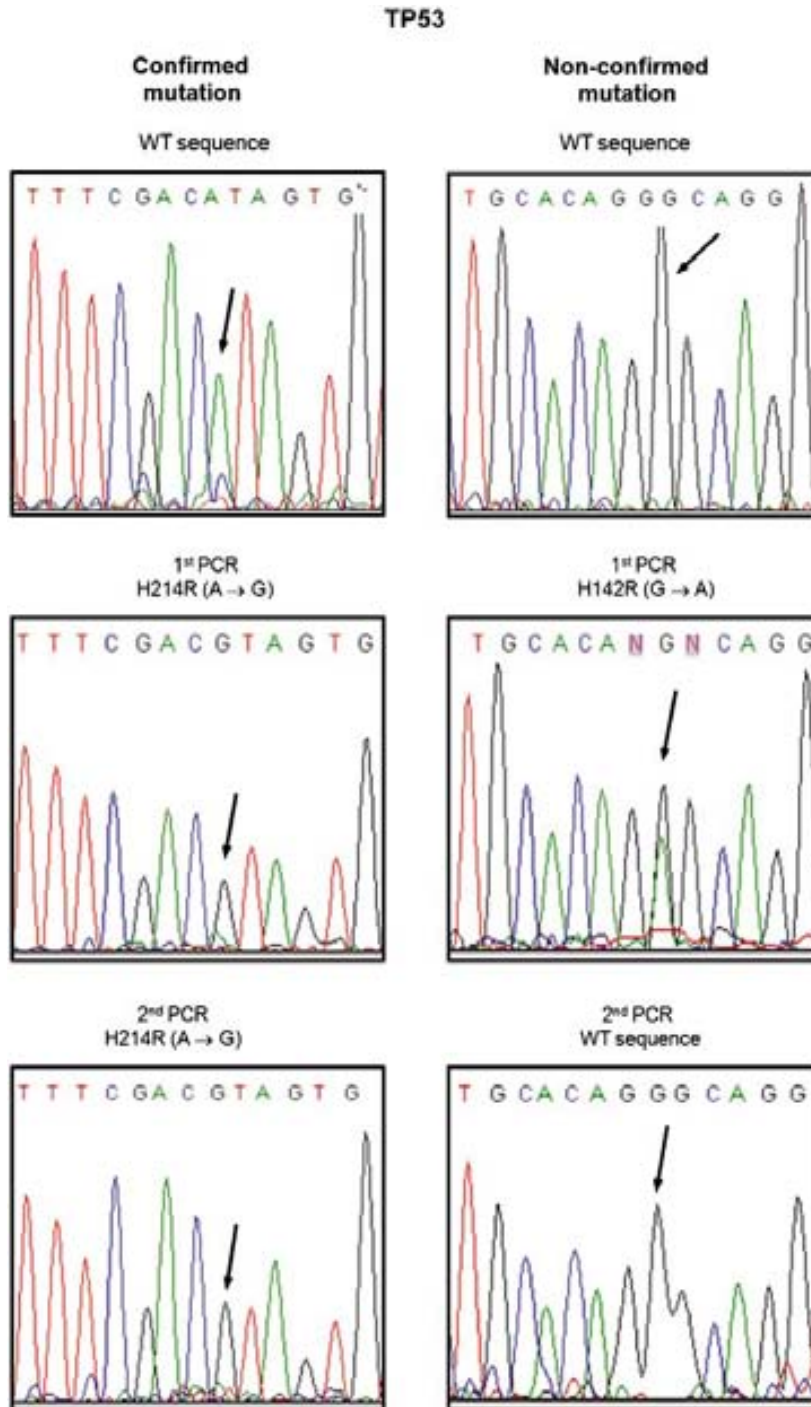 TP53
Confirmed
mutation
WT sequence
T T T C G A C A T A G T G
1st PCR
H214R (A → G)
T T T C G A C G T A G T G
2nd PCR
H214R (A → G)
T T T C G A C G T A G T G
Non-confirmed
mutation
WT sequence
T G C A C A G G G C A G G
1st PCR
H142R (G → A)
T G C A C A N G N C A G G
2nd PCR
WT sequence
T G C A C A G G G C A G G